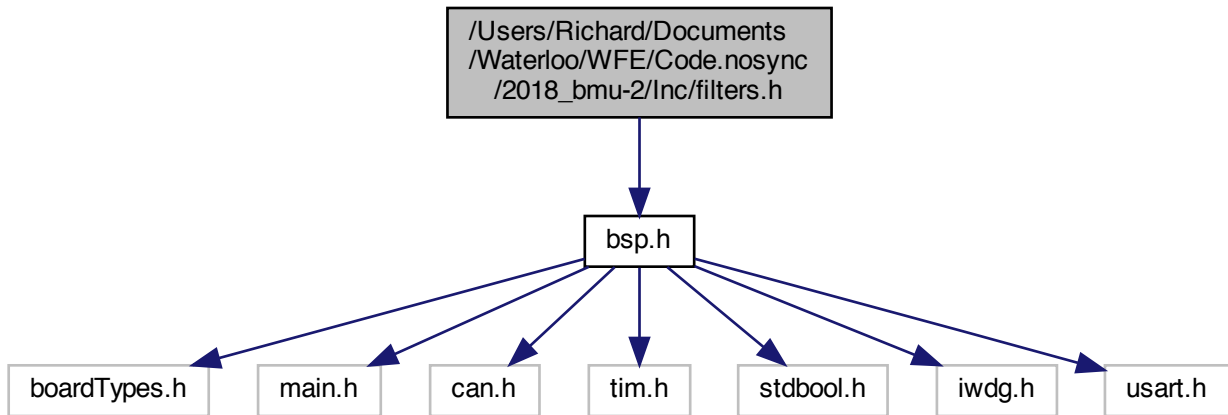 /Users/Richard/Documents
/Waterloo/WFE/Code.nosync
/2018_bmu-2/Inc/filters.h
bsp.h
boardTypes.h
main.h
can.h
tim.h
stdbool.h
iwdg.h
usart.h